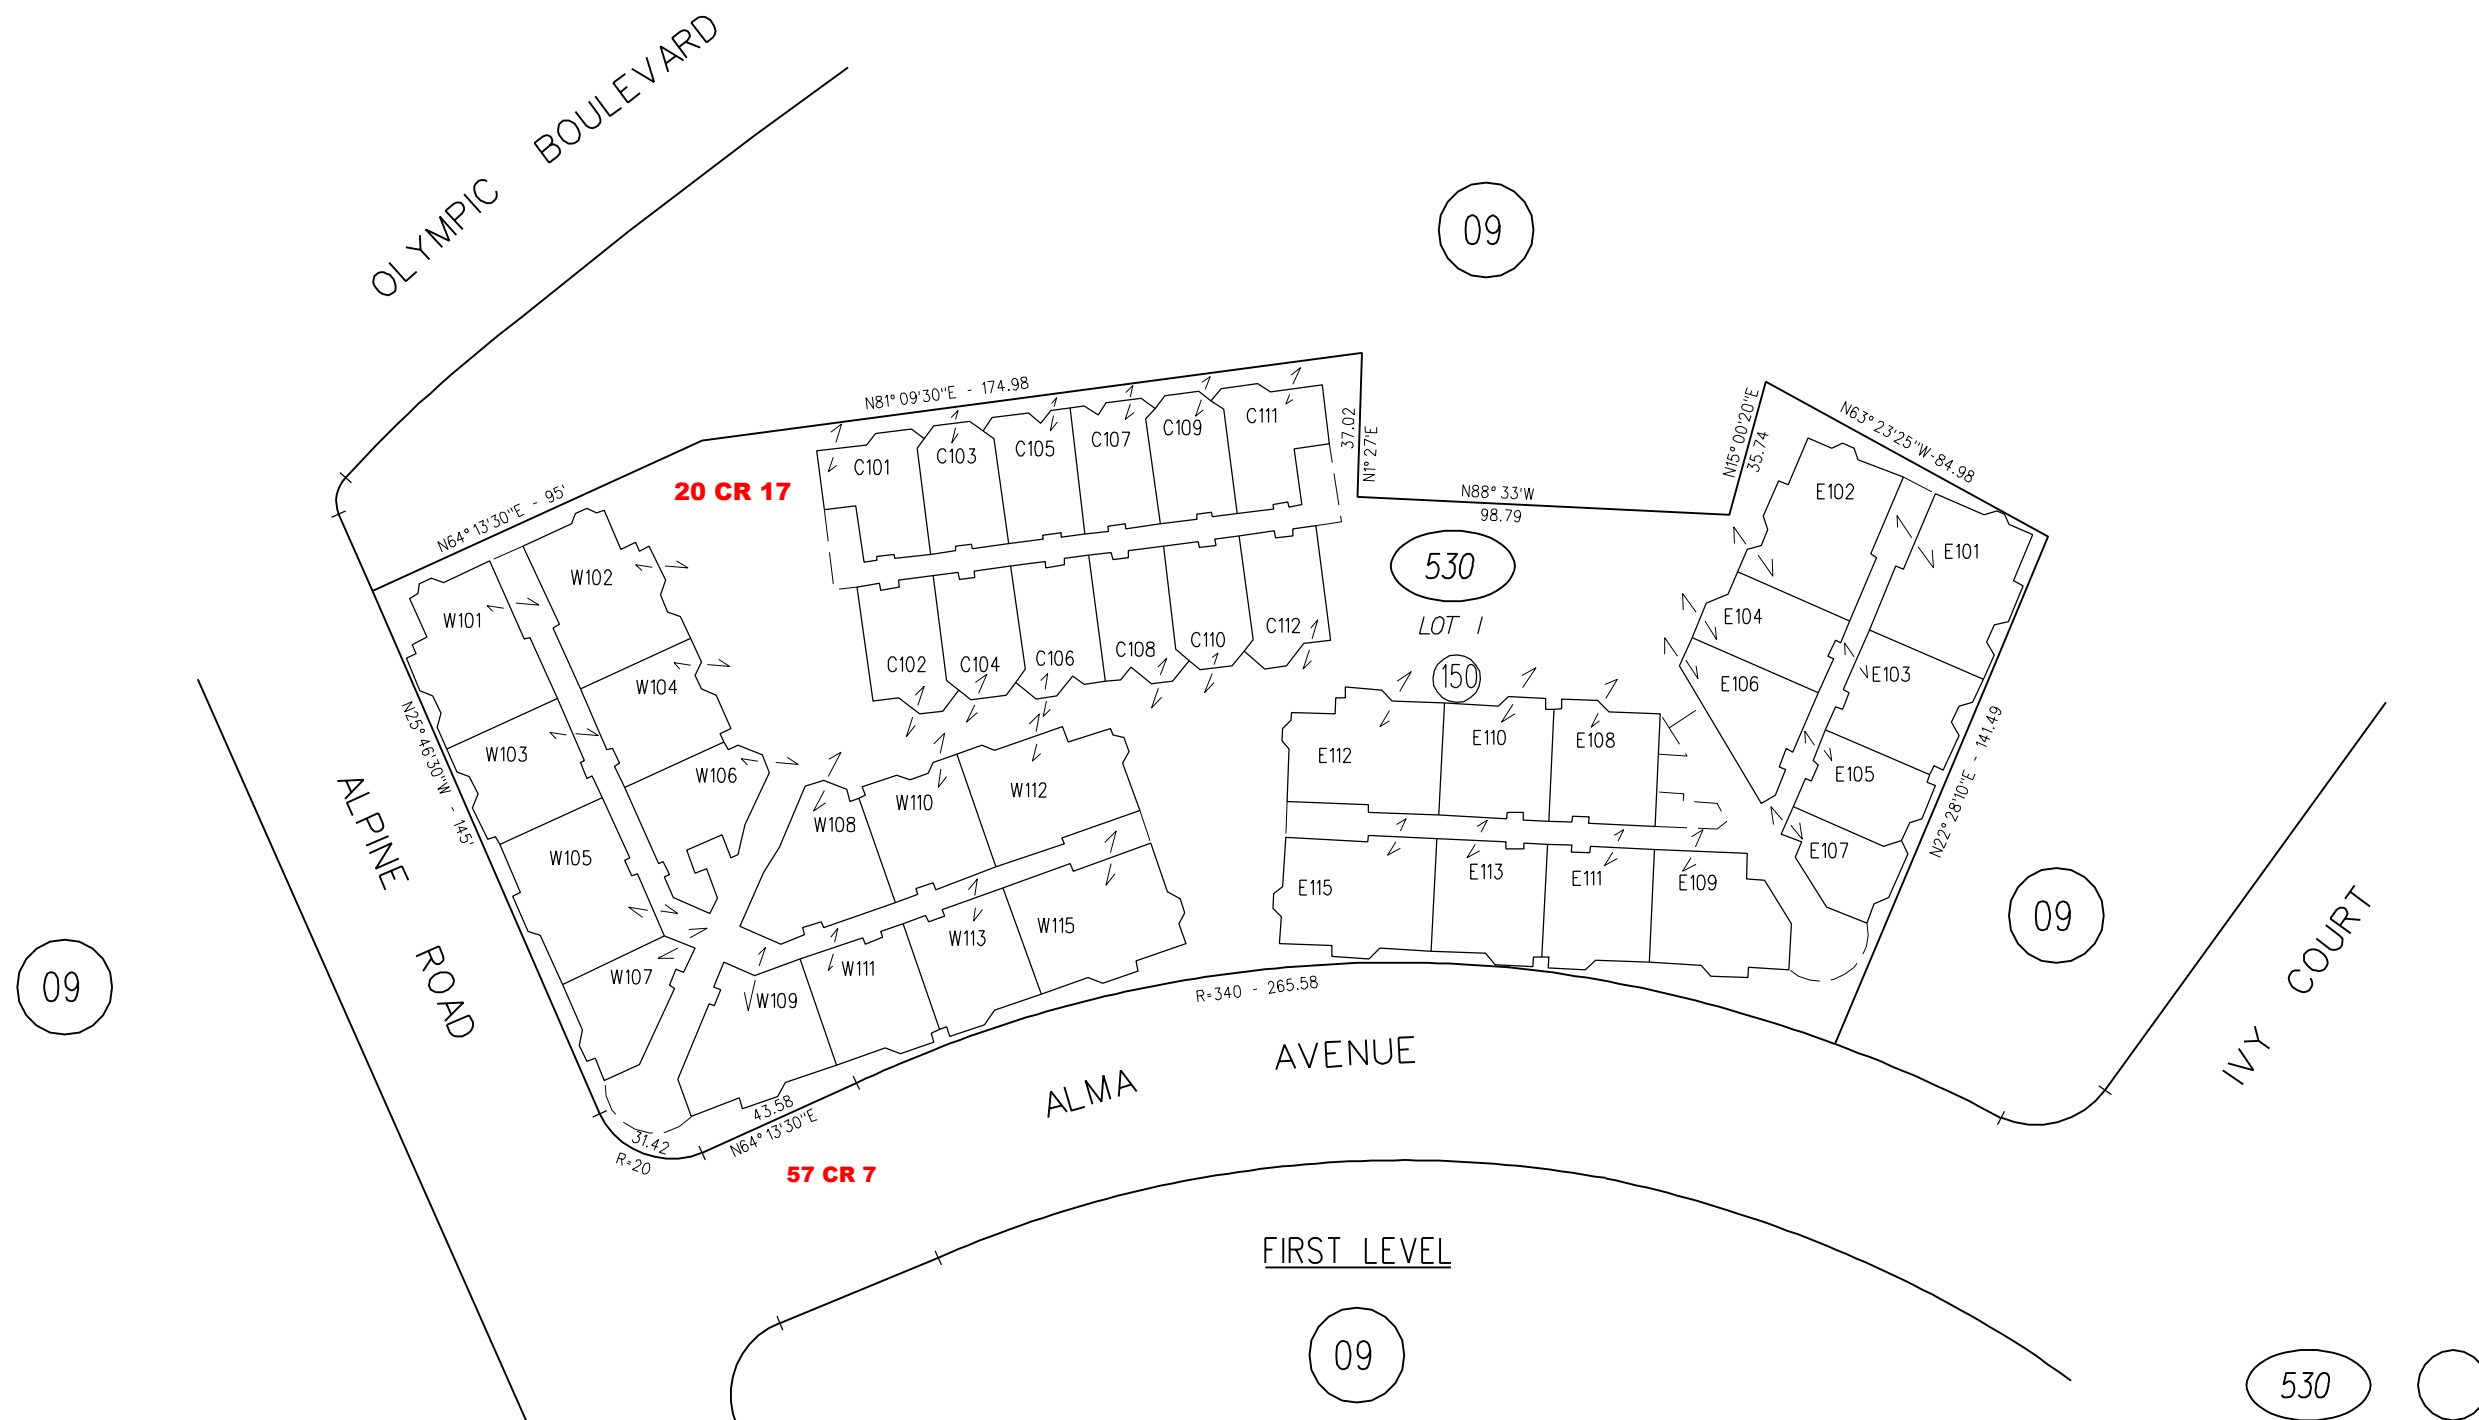 OLYMPIC BOULEVARD
09
N81°09'30"E - 174.98
37.02
N1°27'E
N15°00'20"E
35.74
N63°23'25"W-84.98
N88°33'W
98.79
20 CR 17
N64°13'30"E - 95'
C101
C103
C105
C107
C109
C111
C102
C104
C106
C108
C110
C112
530
LOT 1
150
E102
E101
E104
E103
E106
E105
E107
W102
W101
W104
W103
W106
W105
W107
W108
W110
W112
W109
W111
W113
W115
E112
E110
E108
E115
E113
E111
E109
N25°46'30"W - 145'
N22°28'10"E - 141.49
ALPINE ROAD
09
09
IVY COURT
R=340 - 265.58
ALMA AVENUE
43.58
N64°13'30"E
31.42
R=20
57 CR 7
FIRST LEVEL
09
530